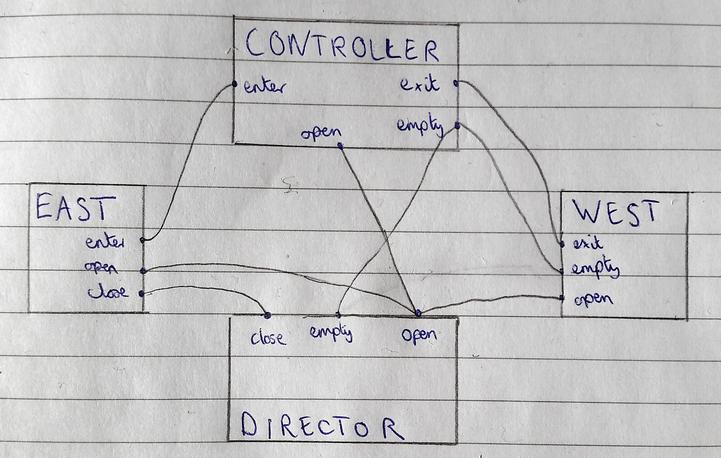 CONTROLLER
enter
exit
open
empty
EAST
enter
open
close
WEST
exit
empty
open
close
empty
open
DIRECTOR